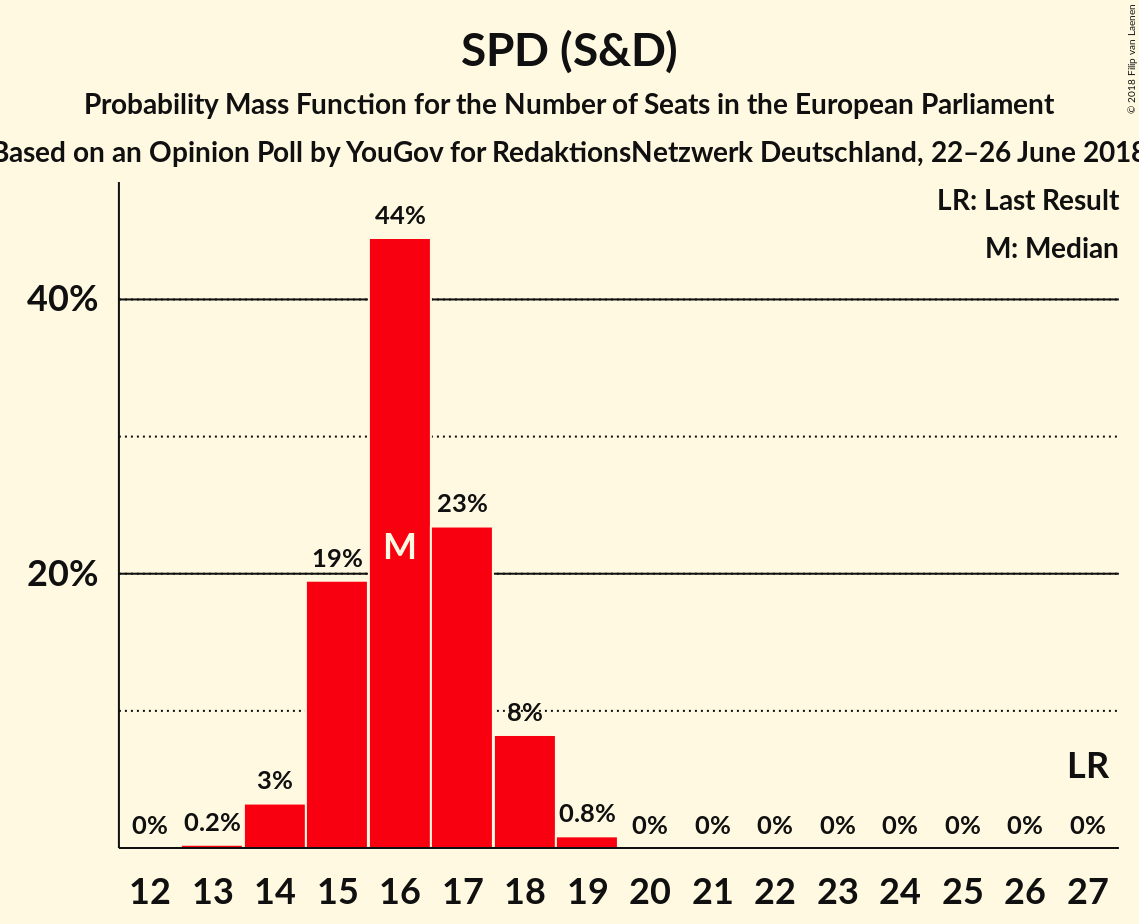 SPD (S&D)
Probability Mass Function for the Number of Seats in the European Parliament
Based on an Opinion Poll by YouGov for RedaktionsNetzwerk Deutschland, 22–26 June 2018
© 2018 Filip van Laenen
LR: Last Result
M: Median
44%
40%
23%
19%
M
20%
8%
LR
3%
0% 0.2% 0.8% 0% 0% 0% 0% 0% 0% 0% 0%
12 13 14 15 16 17 18 19 20 21 22 23 24 25 26 27